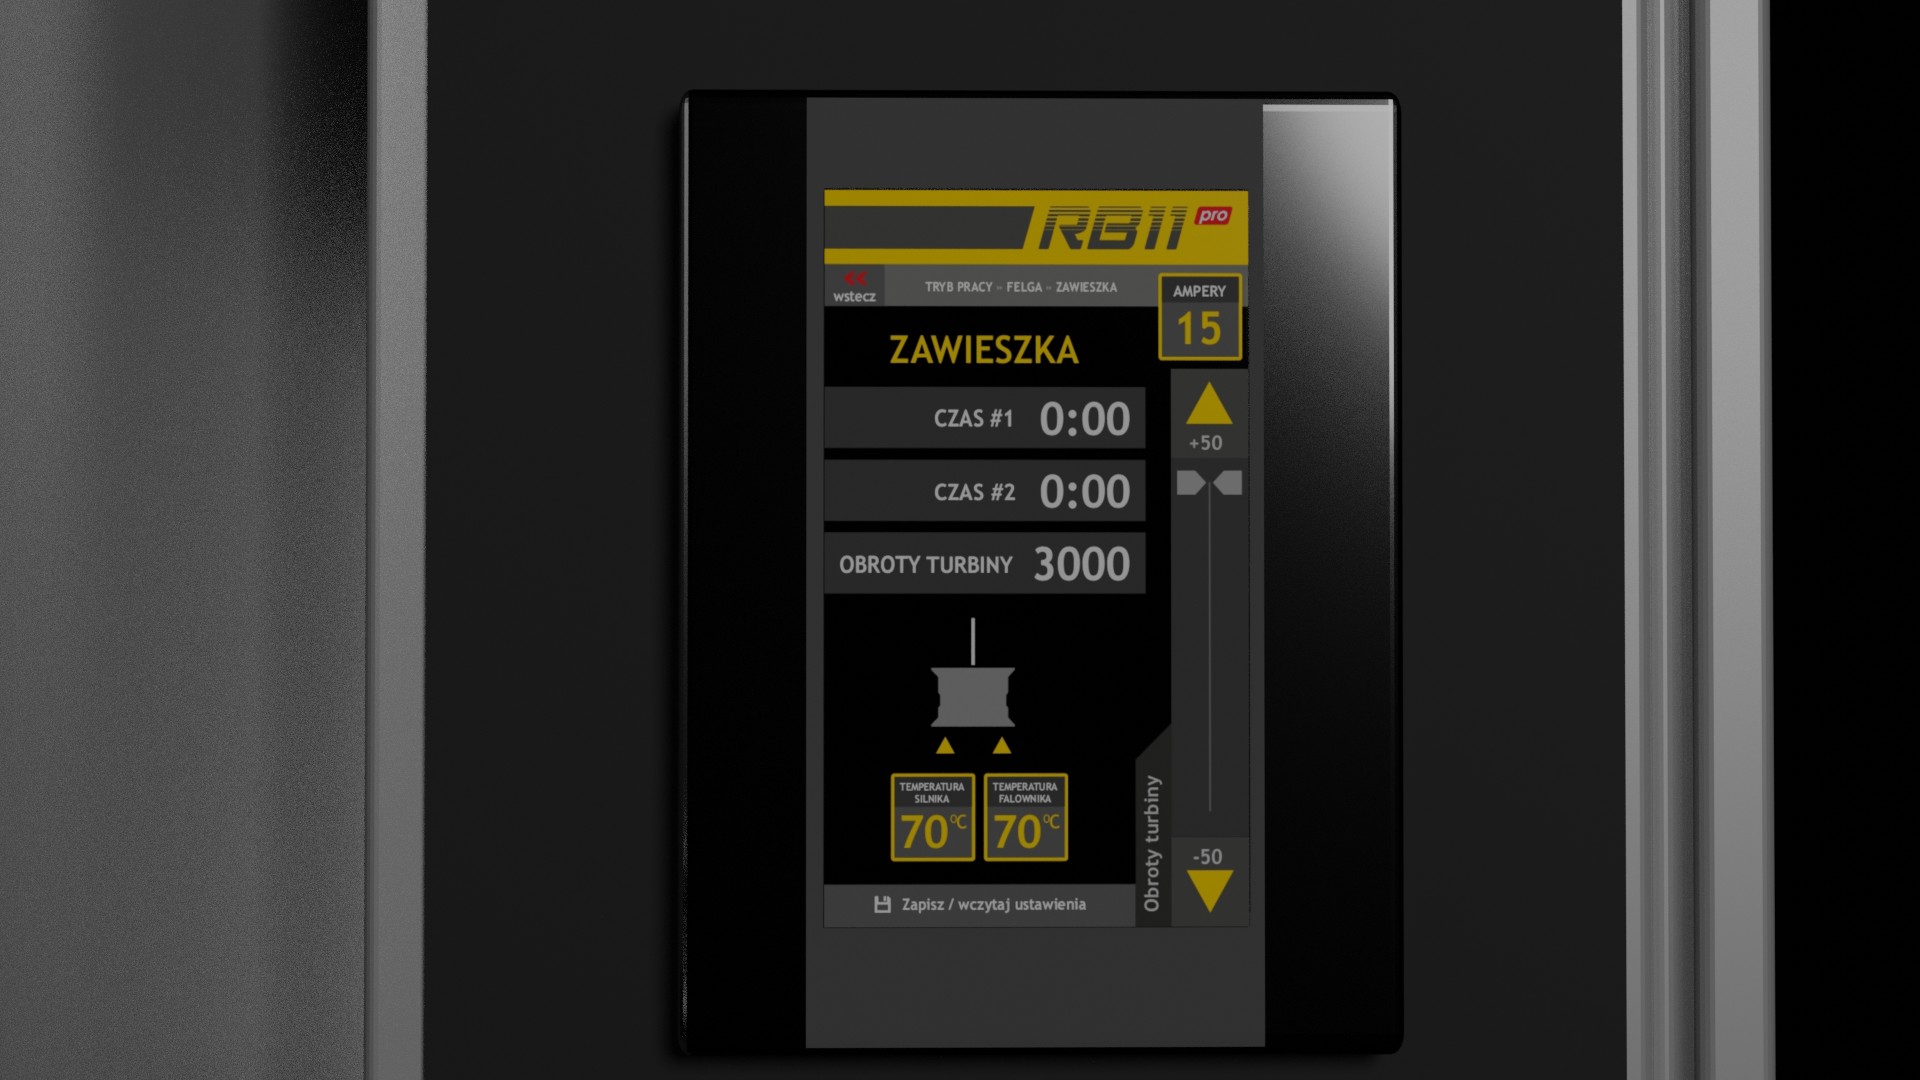 RB11 pro
wstecz
TRYB PRACY » FELGA » ZAWIESZKA
AMPERY
15
ZAWIESZKA
CZAS #1 0:00
+50
CZAS #2 0:00
OBROTY TURBINY 3000
TEMPERATURA
SILNIKA
70°C
TEMPERATURA
FALOWNIKA
70°C
Obroty turbiny
-50
Zapisz / wczytaj ustawienia